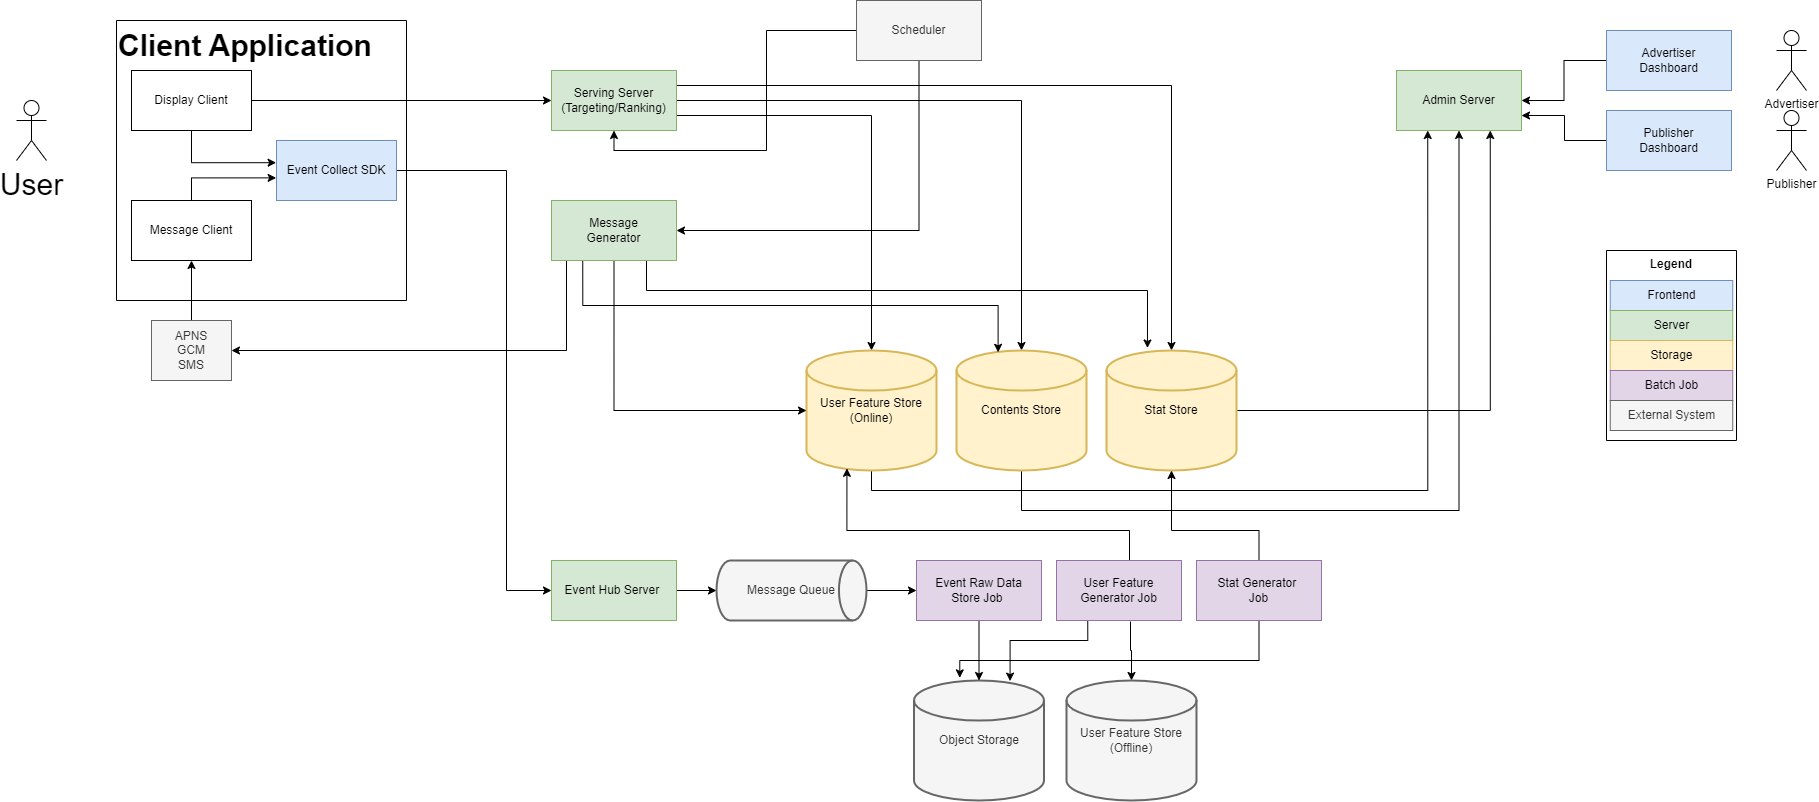 Client Application
Display Client
Event Collect SDK
Message Client
User
APNS
GCM
SMS
Scheduler
Serving Server
(Targeting/Ranking)
Message
Generator
Admin Server
Advertiser
Dashboard
Publisher
Dashboard
Advertiser
Publisher
Legend
Frontend
Server
Storage
Batch Job
External System
User Feature Store
(Online)
Contents Store
Stat Store
Event Hub Server
Message Queue
Event Raw Data
Store Job
User Feature
Generator Job
Stat Generator
Job
Object Storage
User Feature Store
(Offline)